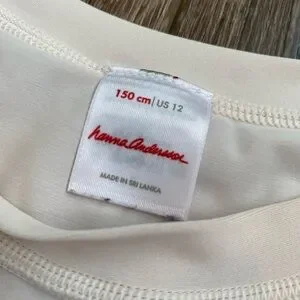 150 cm | US 12
hanna andersson
MADE IN SRI LANKA